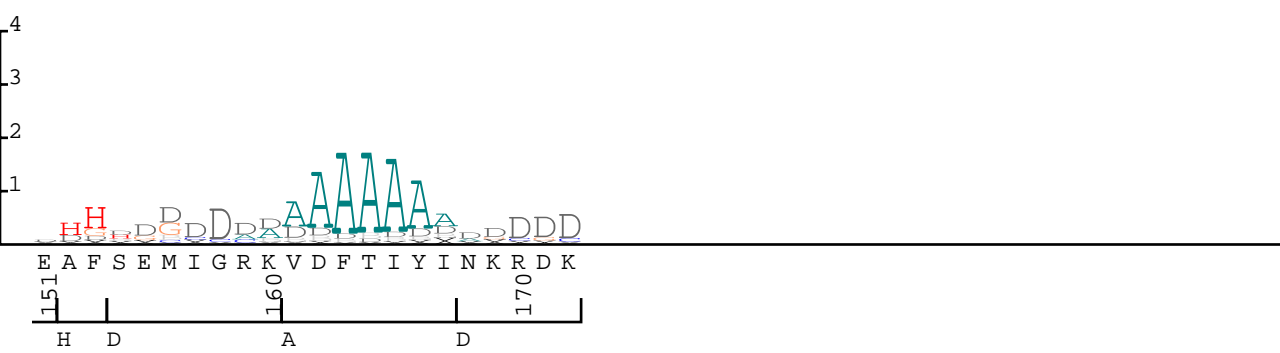 4
3
2
1
H H D G D D D D D A D A D A A A A A A D D D D D
E A F S E M I G R K V D F T I Y I N K R D K
151 160 170
H D A D